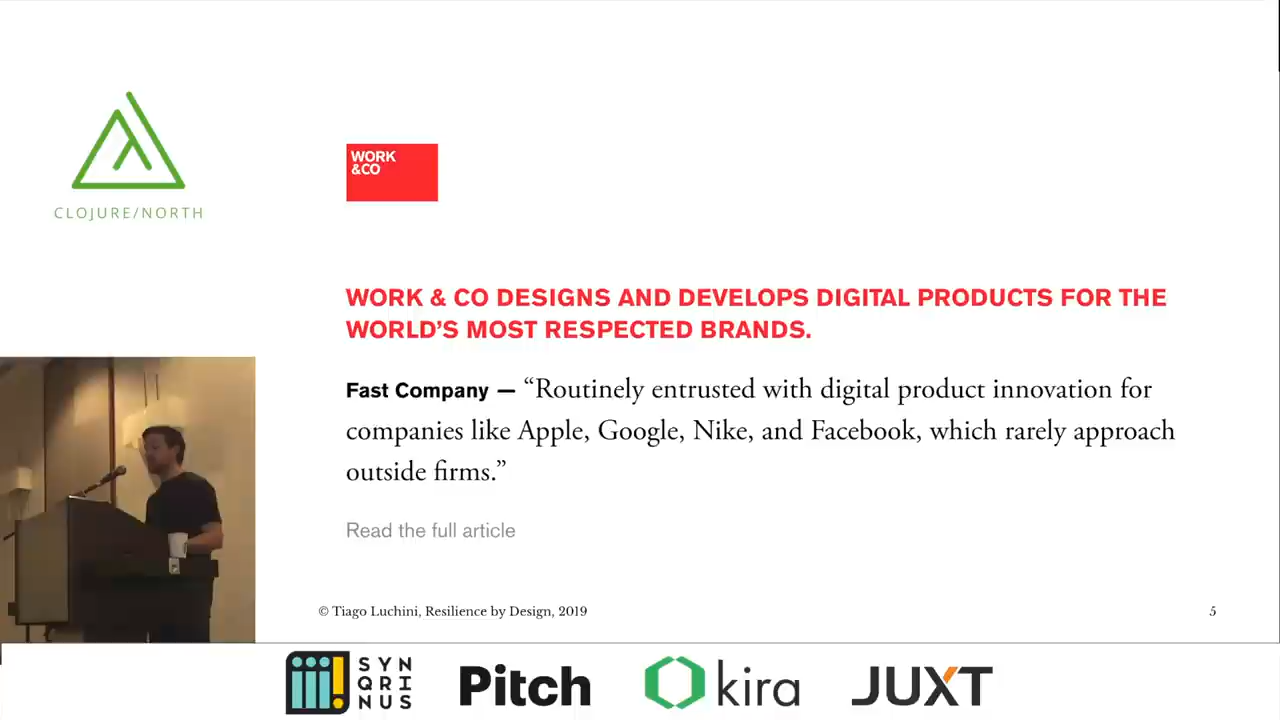 CLOJURE/NORTH
WORK
&CO
WORK & CO DESIGNS AND DEVELOPS DIGITAL PRODUCTS FOR THE
WORLD’S MOST RESPECTED BRANDS.
Fast Company — “Routinely entrusted with digital product innovation for
companies like Apple, Google, Nike, and Facebook, which rarely approach
outside firms.”
Read the full article
© Tiago Luchini, Resilience by Design, 2019
5
SYN
QRI
NUS
Pitch
kira
JUXT